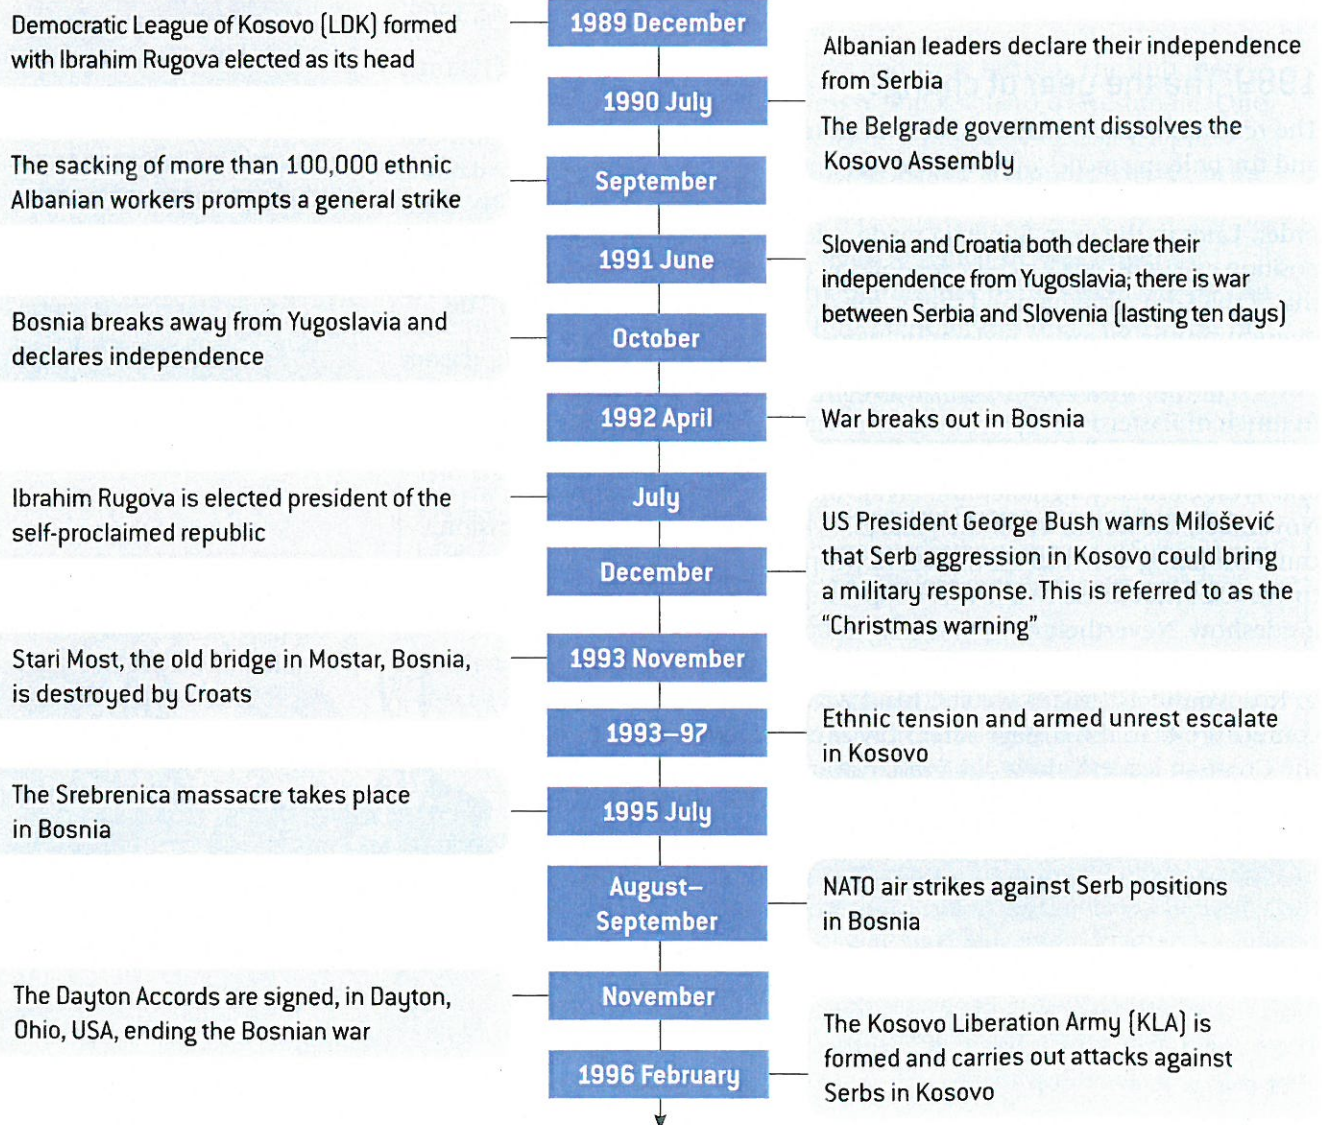 Democratic League of Kosovo (LDK) formed
with Ibrahim Rugova elected as its head
1989 December
1990 July
Albanian leaders declare their independence
from Serbia
The Belgrade government dissolves the
Kosovo Assembly
The sacking of more than 100,000 ethnic
Albanian workers prompts a general strike
September
1991 June
Slovenia and Croatia both declare their
independence from Yugoslavia; there is war
between Serbia and Slovenia (lasting ten days)
Bosnia breaks away from Yugoslavia and
declares independence
October
1992 April
War breaks out in Bosnia
Ibrahim Rugova is elected president of the
self-proclaimed republic
July
December
US President George Bush warns Milošević
that Serb aggression in Kosovo could bring
a military response. This is referred to as the
“Christmas warning”
Stari Most, the old bridge in Mostar, Bosnia,
is destroyed by Croats
1993 November
1993–97
Ethnic tension and armed unrest escalate
in Kosovo
The Srebrenica massacre takes place
in Bosnia
1995 July
August–
September
NATO air strikes against Serb positions
in Bosnia
The Dayton Accords are signed, in Dayton,
Ohio, USA, ending the Bosnian war
November
1996 February
The Kosovo Liberation Army (KLA) is
formed and carries out attacks against
Serbs in Kosovo